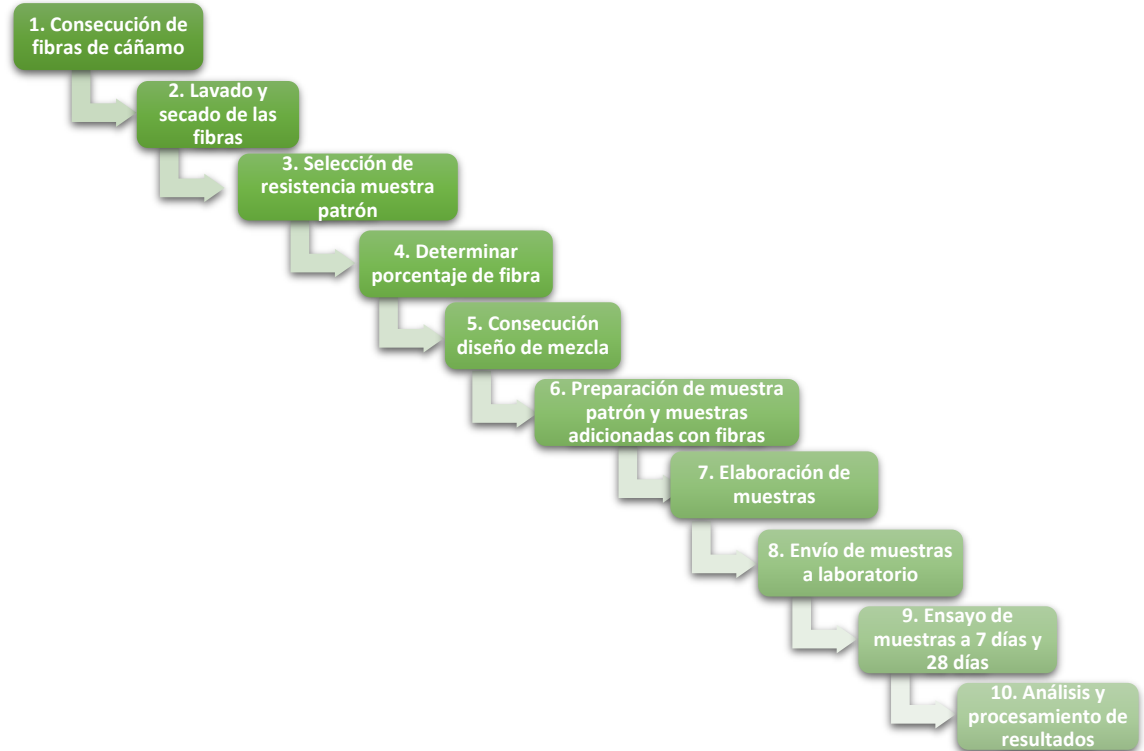 1. Consecución de
fibras de cáñamo
2. Lavado y
secado de las
fibras
3. Selección de
resistencia muestra
patrón
4. Determinar
porcentaje de fibra
5. Consecución
diseño de mezcla
6. Preparación de muestra
patrón y muestras
adicionadas con fibras
7. Elaboración de
muestras
8. Envío de muestras
a laboratorio
9. Ensayo de
muestras a 7 días y
28 días
10. Análisis y
procesamiento de
resultados